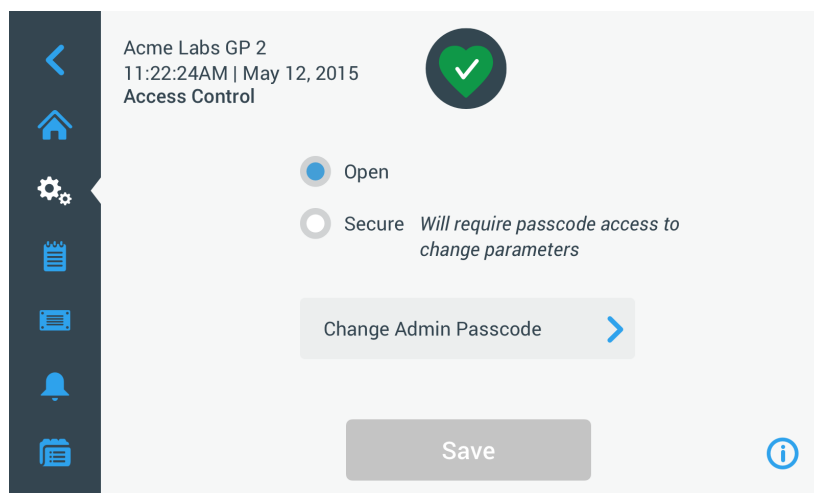 Acme Labs GP 2
11:22:24AM | May 12, 2015
Access Control
Open
Secure Will require passcode access to
change parameters
Change Admin Passcode
Save